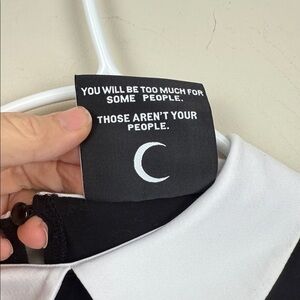 YOU WILL BE TOO MUCH FOR
SOME PEOPLE.
THOSE AREN'T YOUR
PEOPLE.